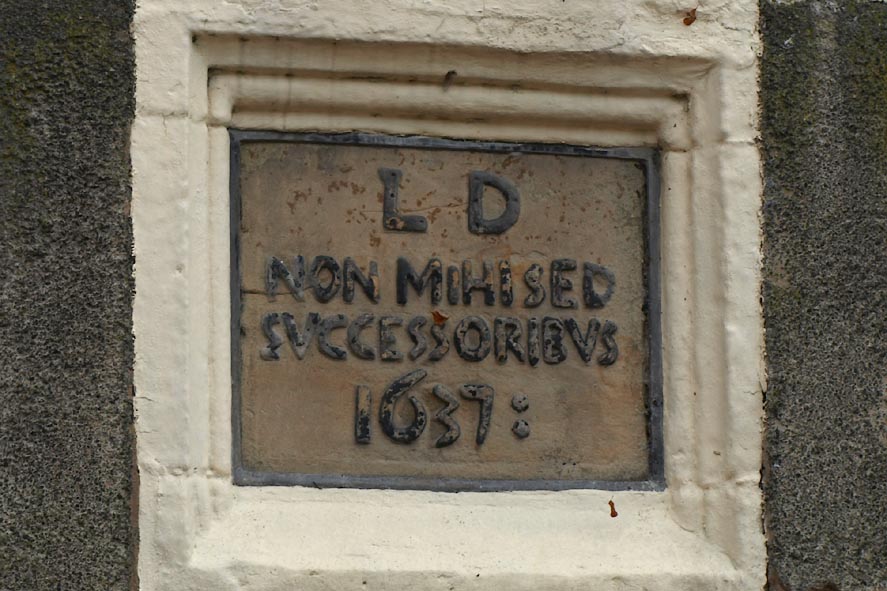 L D
NON MIHI SED
SVCCESSORIBVS
1637: